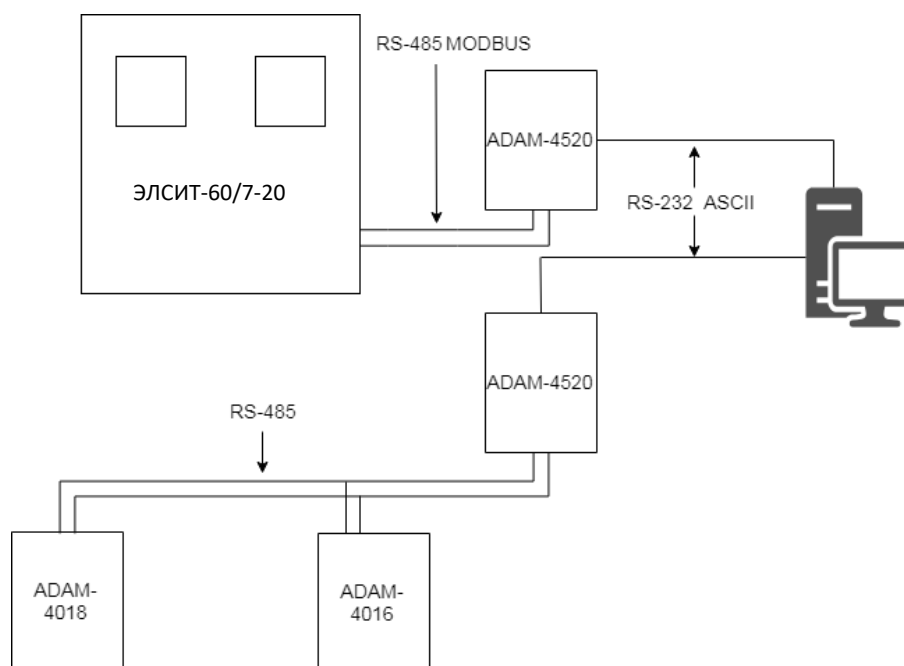 RS-485 MODBUS
ADAM-4520
ЭЛСИТ-60/7-20
RS-232 ASCII
ADAM-4520
RS-485
ADAM-
4018
ADAM-
4016